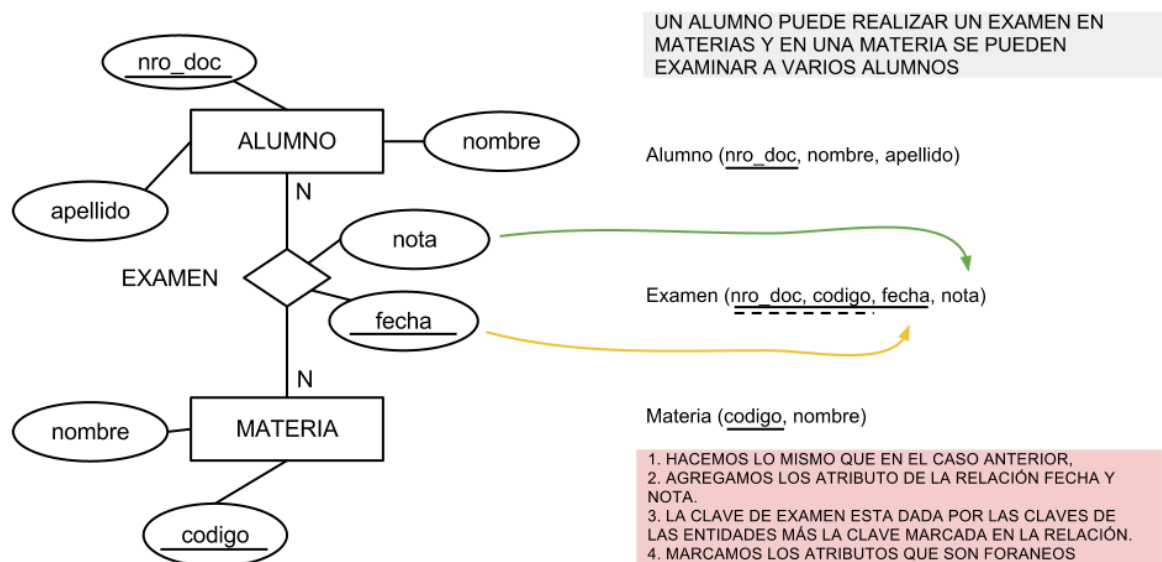 UN ALUMNO PUEDE REALIZAR UN EXAMEN EN
MATERIAS Y EN UNA MATERIA SE PUEDEN
EXAMINAR A VARIOS ALUMNOS
nro_doc
ALUMNO
nombre
apellido
N
nota
EXAMEN
fecha
N
nombre
MATERIA
codigo
Alumno (nro_doc, nombre, apellido)
Examen (nro_doc, codigo, fecha, nota)
Materia (codigo, nombre)
1. HACEMOS LO MISMO QUE EN EL CASO ANTERIOR,
2. AGREGAMOS LOS ATRIBUTO DE LA RELACIÓN FECHA Y
NOTA.
3. LA CLAVE DE EXAMEN ESTA DADA POR LAS CLAVES DE
LAS ENTIDADES MÁS LA CLAVE MARCADA EN LA RELACIÓN.
4. MARCAMOS LOS ATRIBUTOS QUE SON FORANEOS